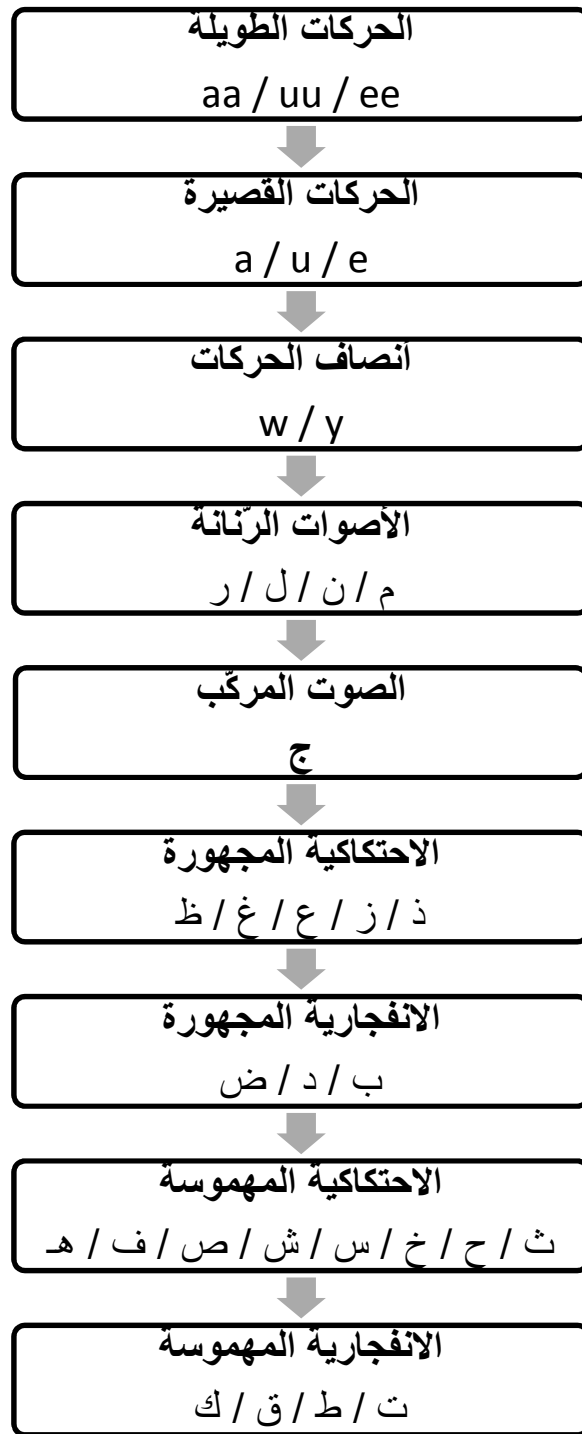 الحركات الطويلة
aa / uu / ee
الحركات القصيرة
a / u / e
أنصاف الحركات
w / y
الأصوات الرّنانة
م / ن / ل / ر
الصوت المركّب
ج
الاحتكاكية المجهورة
ذ / ز / ع / غ / ظ
الانفجارية المجهورة
ب / د / ض
الاحتكاكية المهموسة
ث / ح / خ / س / ش / ص / ف / هـ
الانفجارية المهموسة
ت / ط / ق / ك